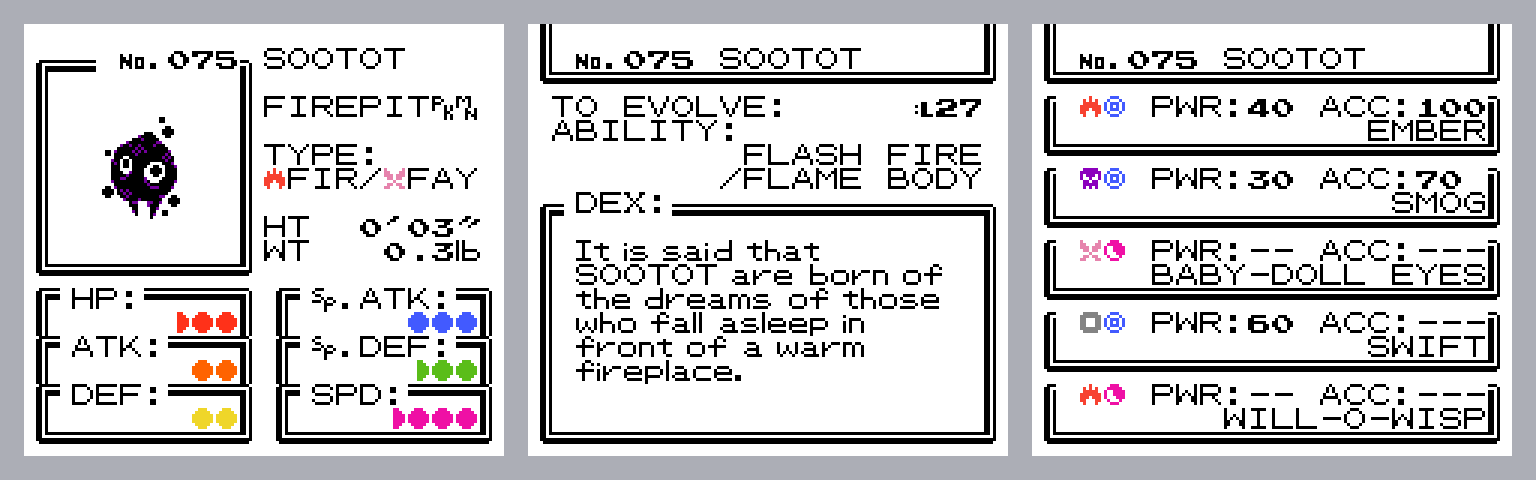 No. 075 SOOTOT
FIREPIT PKMN
TYPE:
FIR/FAY
HT 0′03″
WT 0.3lb
HP:
Sp. ATK:
ATK:
Sp. DEF:
DEF:
SPD:
No. 075 SOOTOT
TO EVOLVE: :L27
ABILITY:
FLASH FIRE
/FLAME BODY
DEX:
It is said that
SOOTOT are born of
the dreams of those
who fall asleep in
front of a warm
fireplace.
No. 075 SOOTOT
PWR:40 ACC:100
EMBER
PWR:30 ACC:70
SMOG
PWR:-- ACC:---
BABY-DOLL EYES
PWR:60 ACC:---
SWIFT
PWR:-- ACC:---
WILL-O-WISP